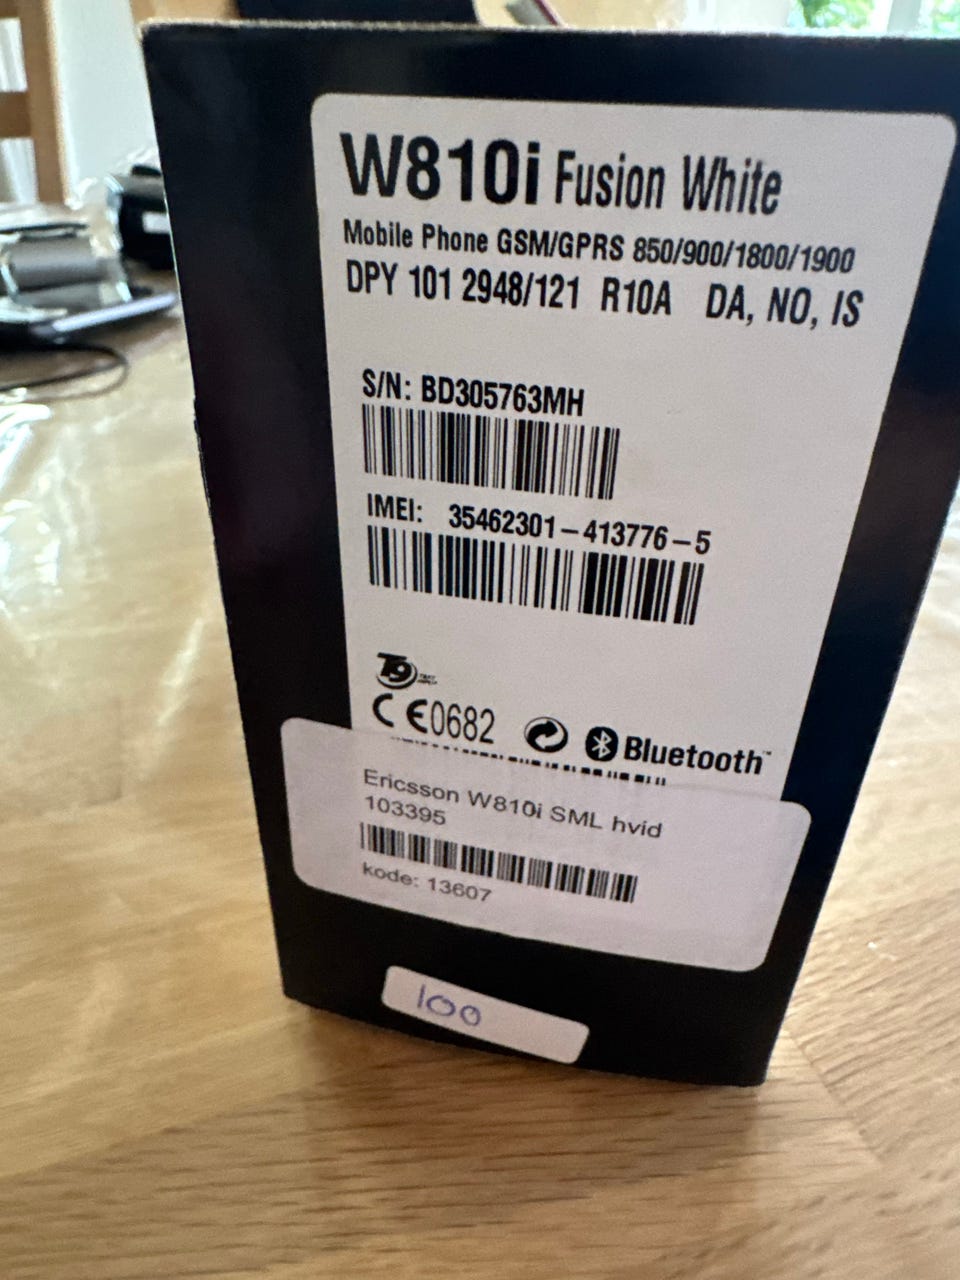 W810i Fusion White
Mobile Phone GSM/GPRS 850/900/1800/1900
DPY 101 2948/121 R10A DA, NO, IS
S/N: BD305763MH
IMEI: 35462301-413776-5
T9
CE0682
Bluetooth™
Ericsson W810i SML hvid
103395
kode: 13607
100